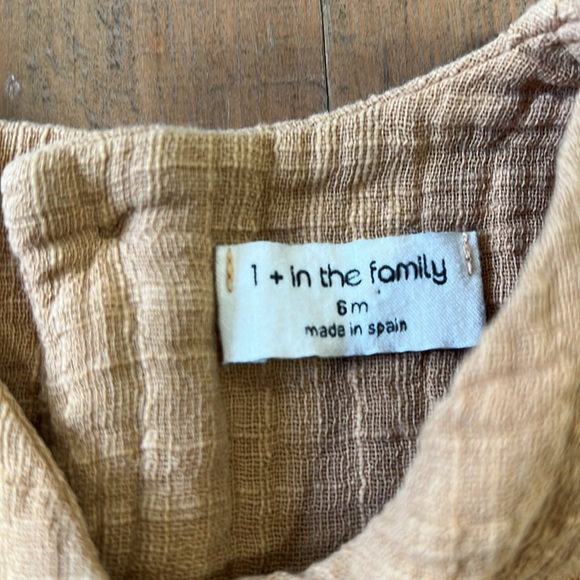 1 + in the family
6m
made in spain